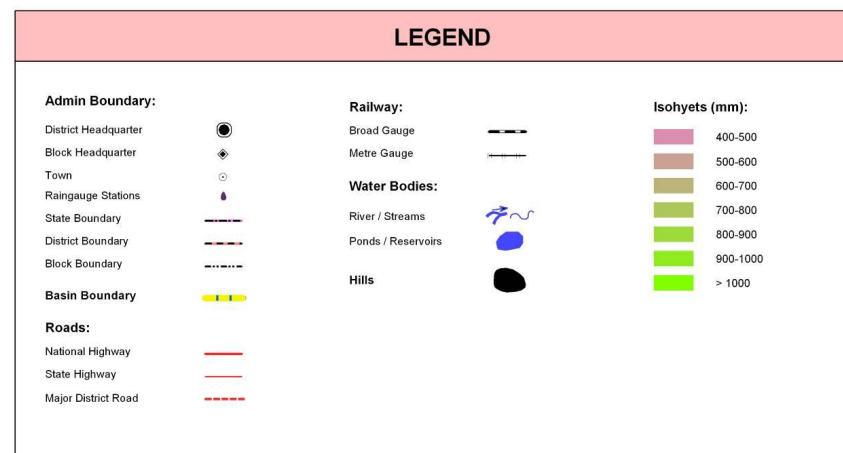 LEGEND
Admin Boundary:
District Headquarter
Block Headquarter
Town
Raingauge Stations
State Boundary
District Boundary
Block Boundary
Basin Boundary
Roads:
National Highway
State Highway
Major District Road
Railway:
Broad Gauge
Metre Gauge
Water Bodies:
River / Streams
Ponds / Reservoirs
Hills
Isohyets (mm):
400-500
500-600
600-700
700-800
800-900
900-1000
> 1000